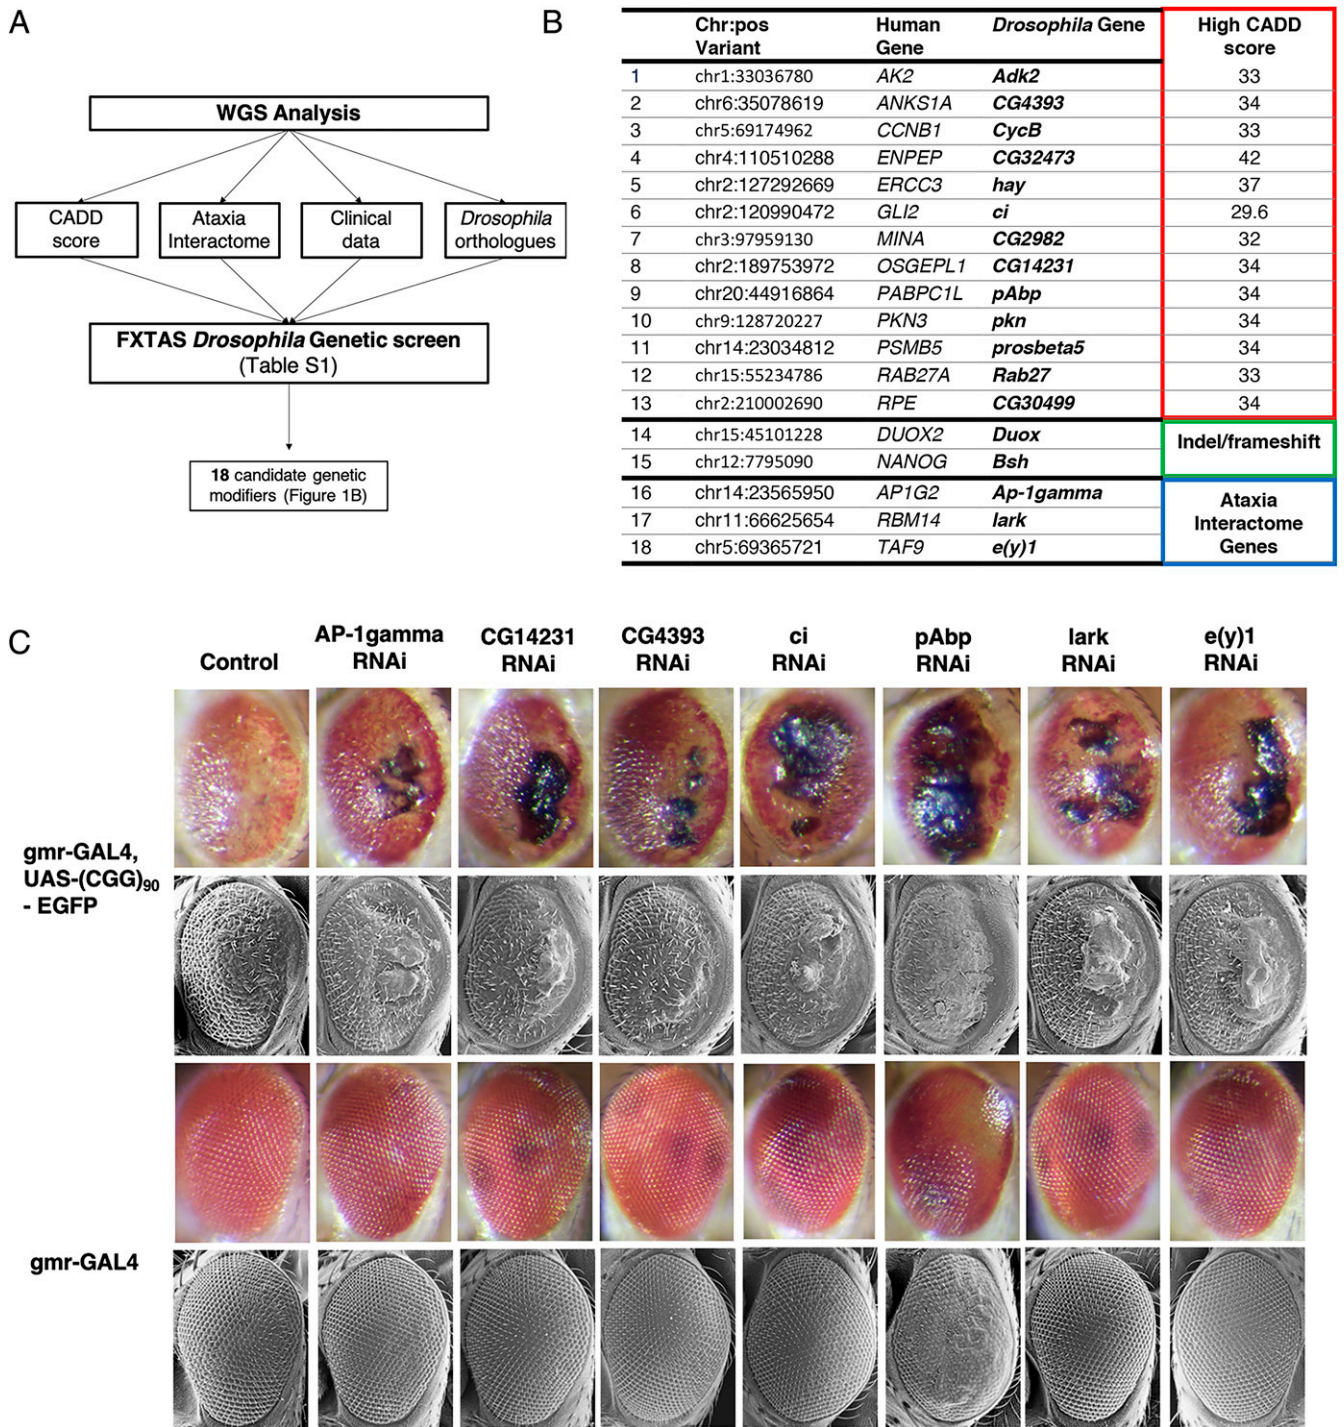 A
WGS Analysis
CADD
score
Ataxia
Interactome
Clinical
data
Drosophila
orthologues
FXTAS Drosophila Genetic screen
(Table S1)
18 candidate genetic
modifiers (Figure 1B)
B
Chr:pos
Variant
Human
Gene
Drosophila Gene
High CADD
score
1 chr1:33036780 AK2 Adk2 33
2 chr6:35078619 ANKS1A CG4393 34
3 chr5:69174962 CCNB1 CycB 33
4 chr4:110510288 ENPEP CG32473 42
5 chr2:127292669 ERCC3 hay 37
6 chr2:120990472 GLI2 ci 29.6
7 chr3:97959130 MINA CG2982 32
8 chr2:189753972 OSGEPL1 CG14231 34
9 chr20:44916864 PABPC1L pAbp 34
10 chr9:128720227 PKN3 pkn 34
11 chr14:23034812 PSMB5 prosbeta5 34
12 chr15:55234786 RAB27A Rab27 33
13 chr2:210002690 RPE CG30499 34
14 chr15:45101228 DUOX2 Duox
15 chr12:7795090 NANOG Bsh
Indel/frameshift
16 chr14:23565950 AP1G2 Ap-1gamma
17 chr11:66625654 RBM14 lark
18 chr5:69365721 TAF9 e(y)1
Ataxia
Interactome
Genes
C
Control
AP-1gamma
RNAi
CG14231
RNAi
CG4393
RNAi
ci
RNAi
pAbp
RNAi
lark
RNAi
e(y)1
RNAi
gmr-GAL4,
UAS-(CGG)90
- EGFP
gmr-GAL4